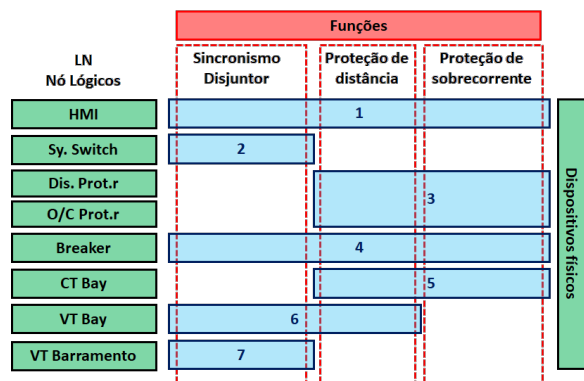 Funções
LN
Nó Lógicos
Sincronismo
Disjuntor
Proteção de
distância
Proteção de
sobrecorrente
HMI
1
Sy. Switch
2
Dis. Prot.r
3
O/C Prot.r
Breaker
4
CT Bay
5
VT Bay
6
VT Barramento
7
Dispositivos físicos